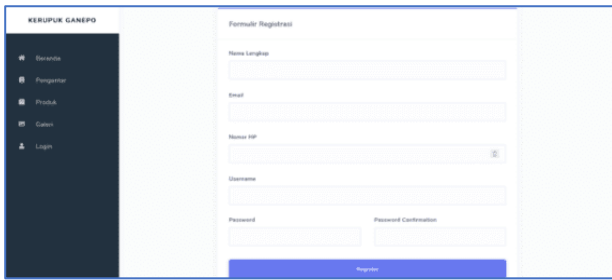 KERUPUK GANEPO
Beranda
Pengantar
Produk
Galeri
Login
Formulir Registrasi
Nama Lengkap
Email
Nomor HP
Username
Password Password Confirmation
Register